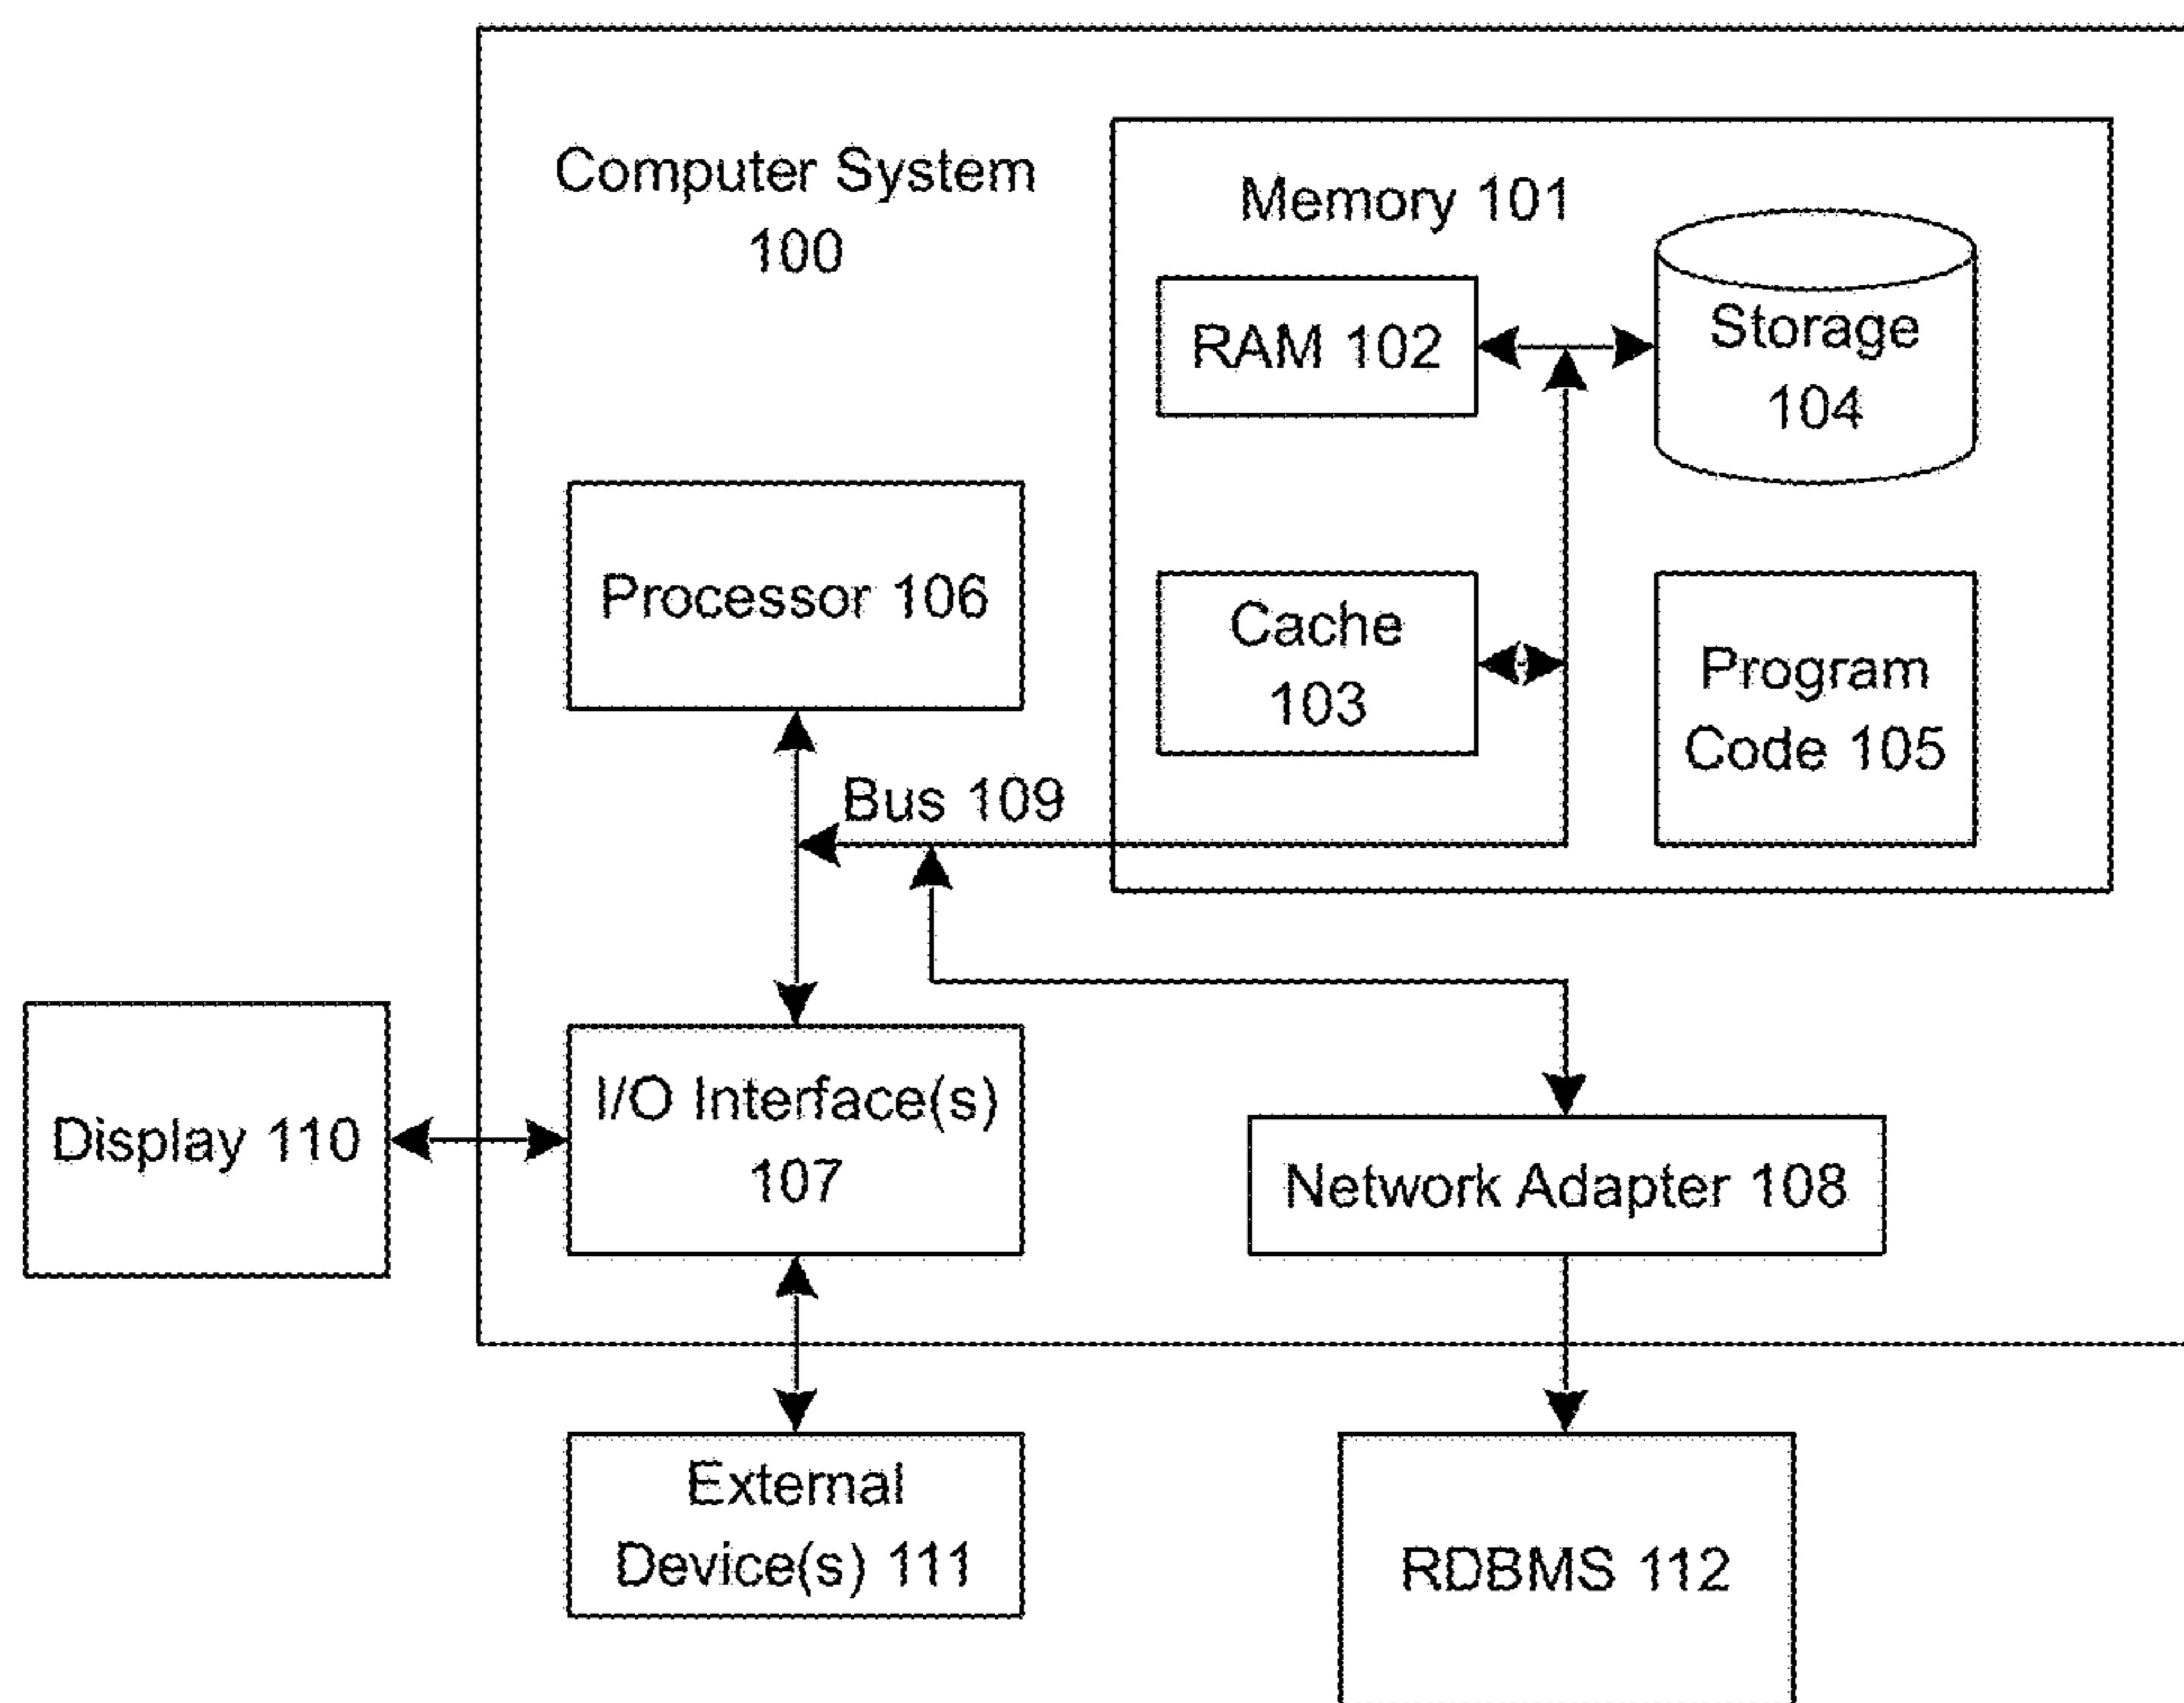 Computer System
100
Memory 101
RAM 102
Storage
104
Processor 106
Cache
103
Program
Code 105
Bus 109
Display 110
I/O Interface(s)
107
Network Adapter 108
External
Device(s) 111
RDBMS 112